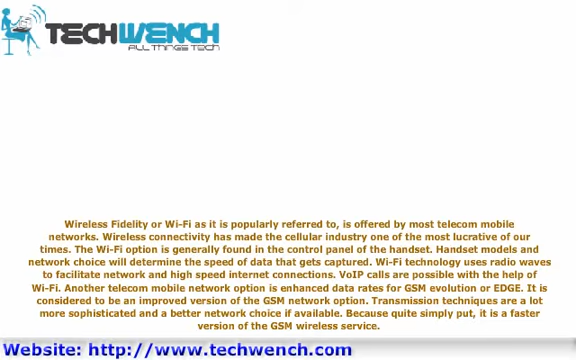 TECHWENCH
ALL THINGS TECH
Wireless Fidelity or Wi-Fi as it is popularly referred to, is offered by most telecom mobile
networks. Wireless connectivity has made the cellular industry one of the most lucrative of our
times. The Wi-Fi option is generally found in the control panel of the handset. Handset models and
network choice will determine the speed of data that gets captured. Wi-Fi technology uses radio waves
to facilitate network and high speed internet connections. VoIP calls are possible with the help of
Wi-Fi. Another telecom mobile network option is enhanced data rates for GSM evolution or EDGE. It is
considered to be an improved version of the GSM network option. Transmission techniques are a lot
more sophisticated and a better network choice if available. Because quite simply put, it is a faster
version of the GSM wireless service.
Website: http://www.techwench.com